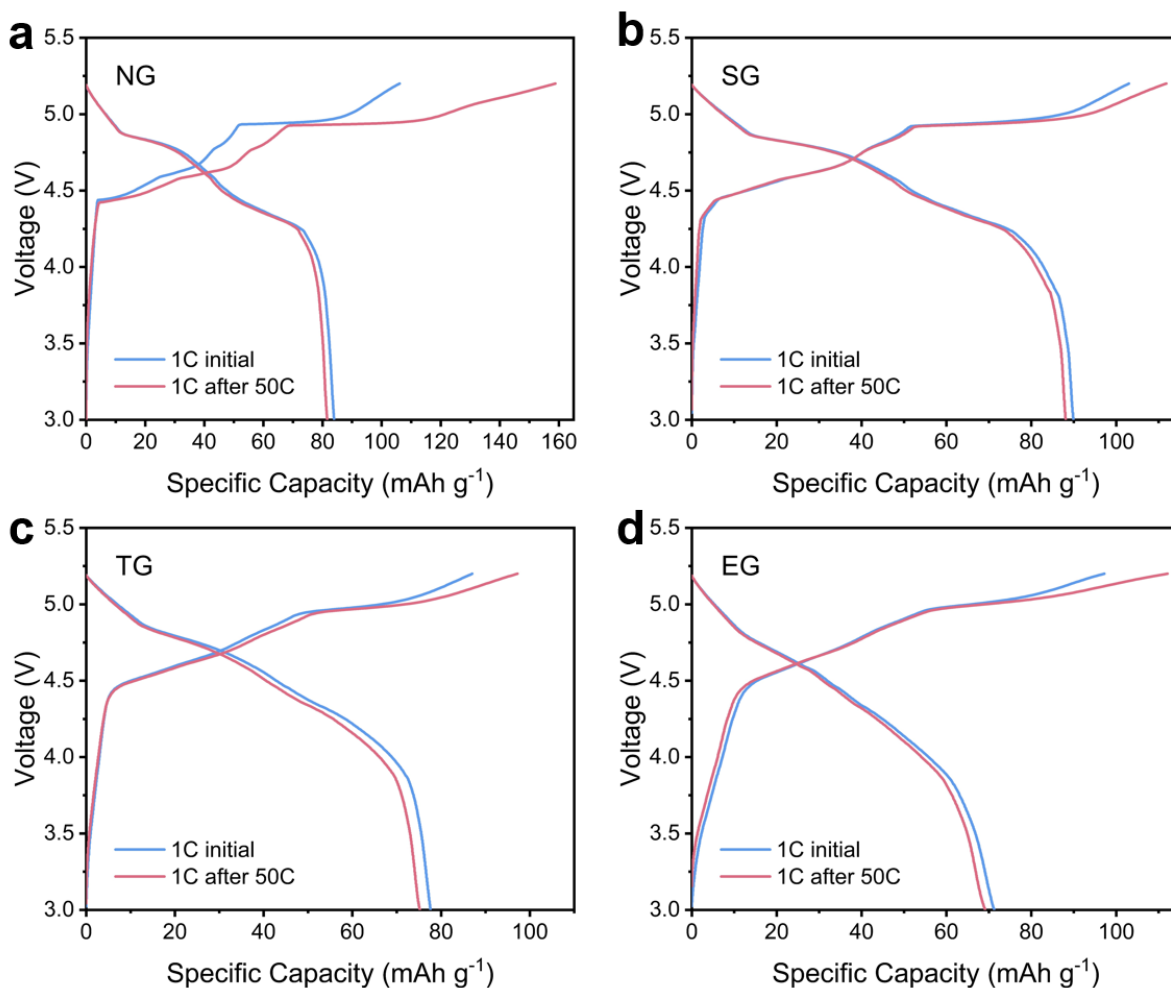 a
NG
5.5
5.0
4.5
4.0
3.5
3.0
Voltage (V)
1C initial
1C after 50C
0 20 40 60 80 100 120 140 160
Specific Capacity (mAh g⁻¹)
b
SG
5.5
5.0
4.5
4.0
3.5
3.0
Voltage (V)
1C initial
1C after 50C
0 20 40 60 80 100
Specific Capacity (mAh g⁻¹)
c
TG
5.5
5.0
4.5
4.0
3.5
3.0
Voltage (V)
1C initial
1C after 50C
0 20 40 60 80 100
Specific Capacity (mAh g⁻¹)
d
EG
5.5
5.0
4.5
4.0
3.5
3.0
Voltage (V)
1C initial
1C after 50C
0 20 40 60 80 100
Specific Capacity (mAh g⁻¹)